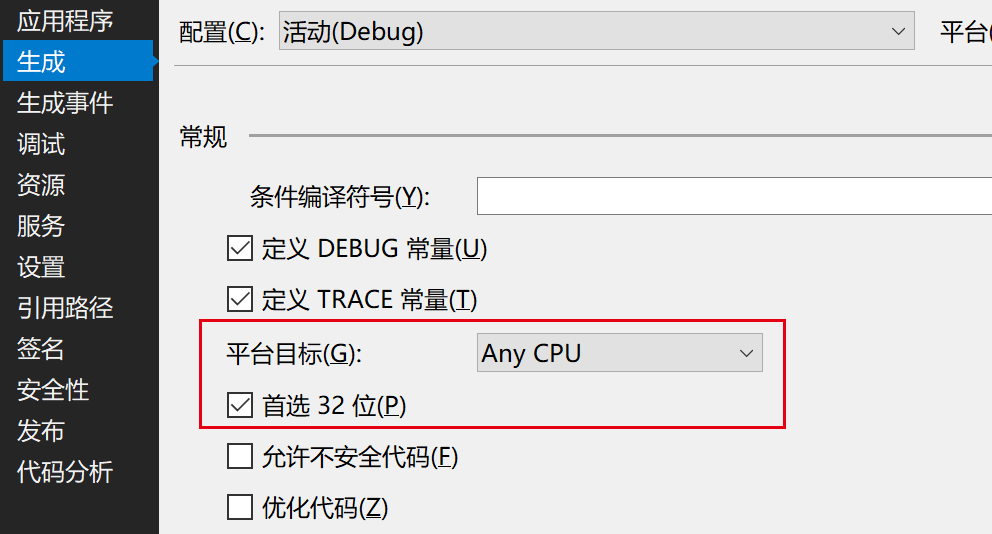 应用程序
生成
生成事件
调试
资源
服务
设置
引用路径
签名
安全性
发布
代码分析
配置(C): 活动(Debug) 平台(
常规
条件编译符号(Y):
定义 DEBUG 常量(U)
定义 TRACE 常量(T)
平台目标(G): Any CPU
首选 32 位(P)
允许不安全代码(F)
优化代码(Z)